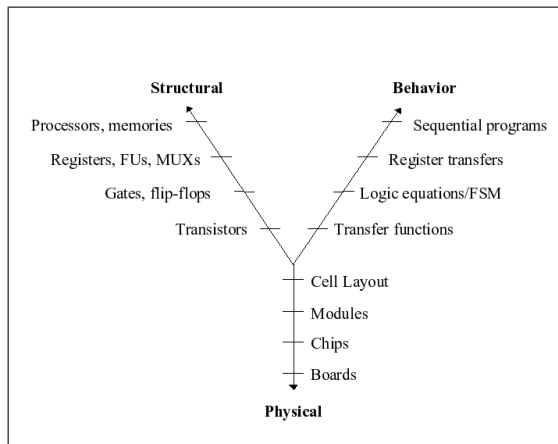 Structural Behavior
Processors, memories Sequential programs
Registers, FUs, MUXs Register transfers
Gates, flip-flops Logic equations/FSM
Transistors Transfer functions
Cell Layout
Modules
Chips
Boards
Physical